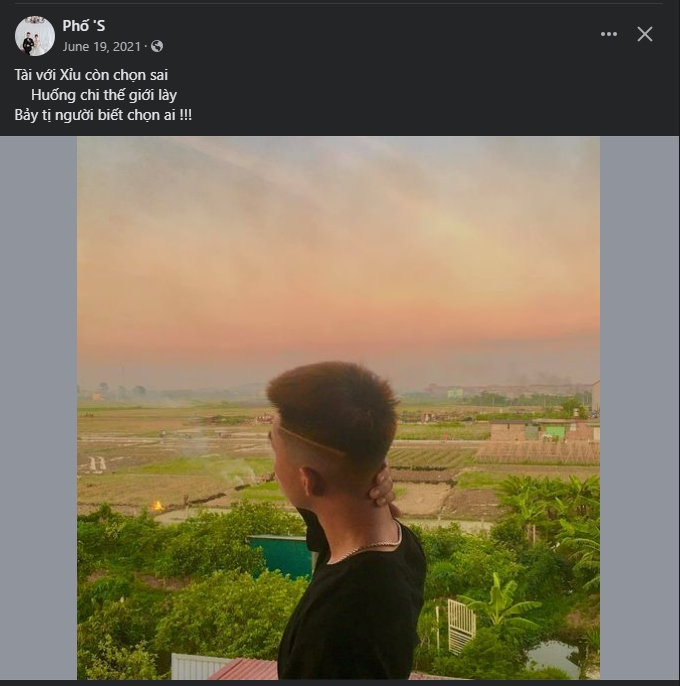 Phố 'S
June 19, 2021 ·
Tài với Xỉu còn chọn sai
Huống chi thế giới lày
Bảy tị người biết chọn ai !!!